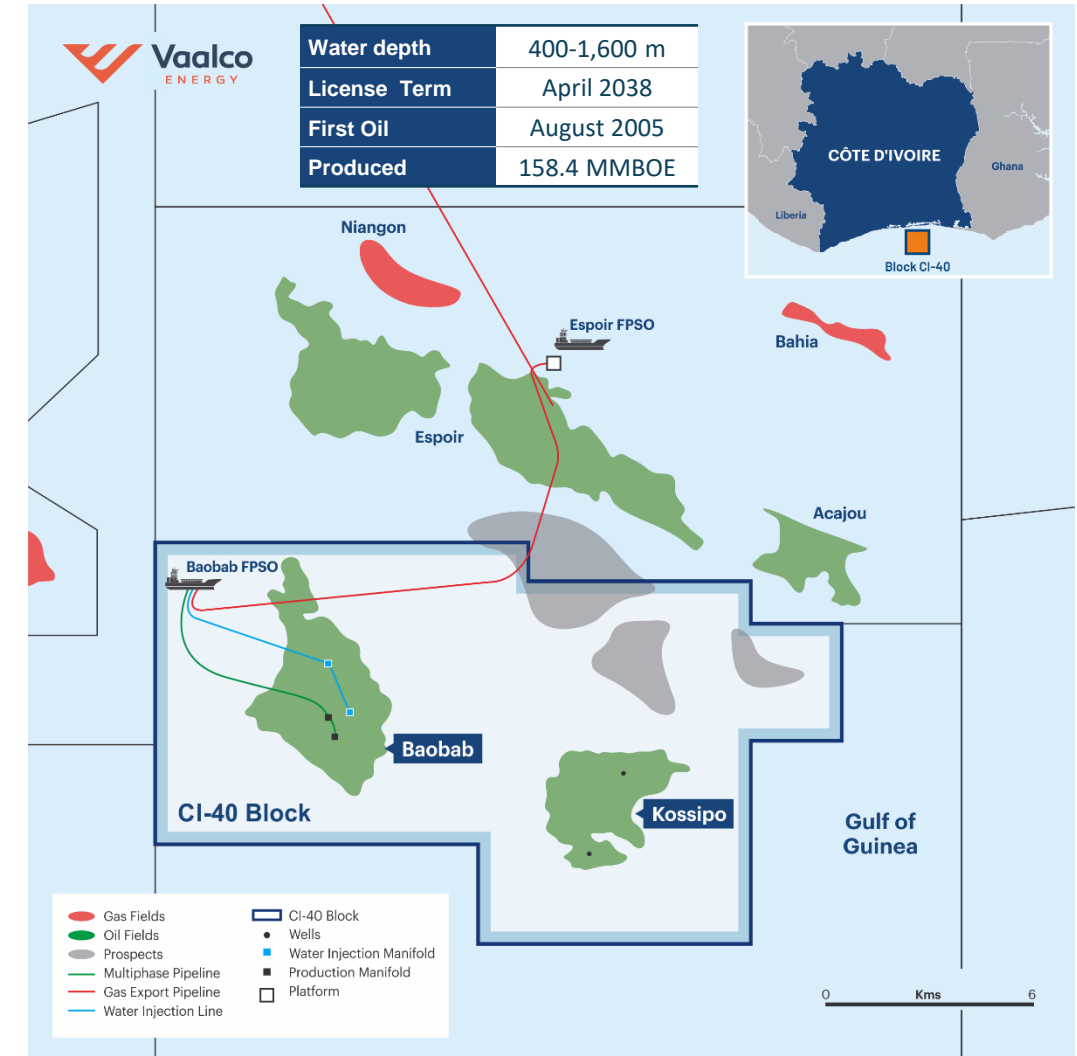 Vaalco
ENERGY
Water depth 400-1,600 m
License Term April 2038
First Oil August 2005
Produced 158.4 MMBOE
CÔTE D'IVOIRE
Ghana
Liberia
Block CI-40
Niangon
Espoir FPSO
Bahia
Espoir
Acajou
Baobab FPSO
Baobab
CI-40 Block
Kossipo
Gulf of
Guinea
Gas Fields
Oil Fields
Prospects
Multiphase Pipeline
Gas Export Pipeline
Water Injection Line
CI-40 Block
Wells
Water Injection Manifold
Production Manifold
Platform
0 Kms 6